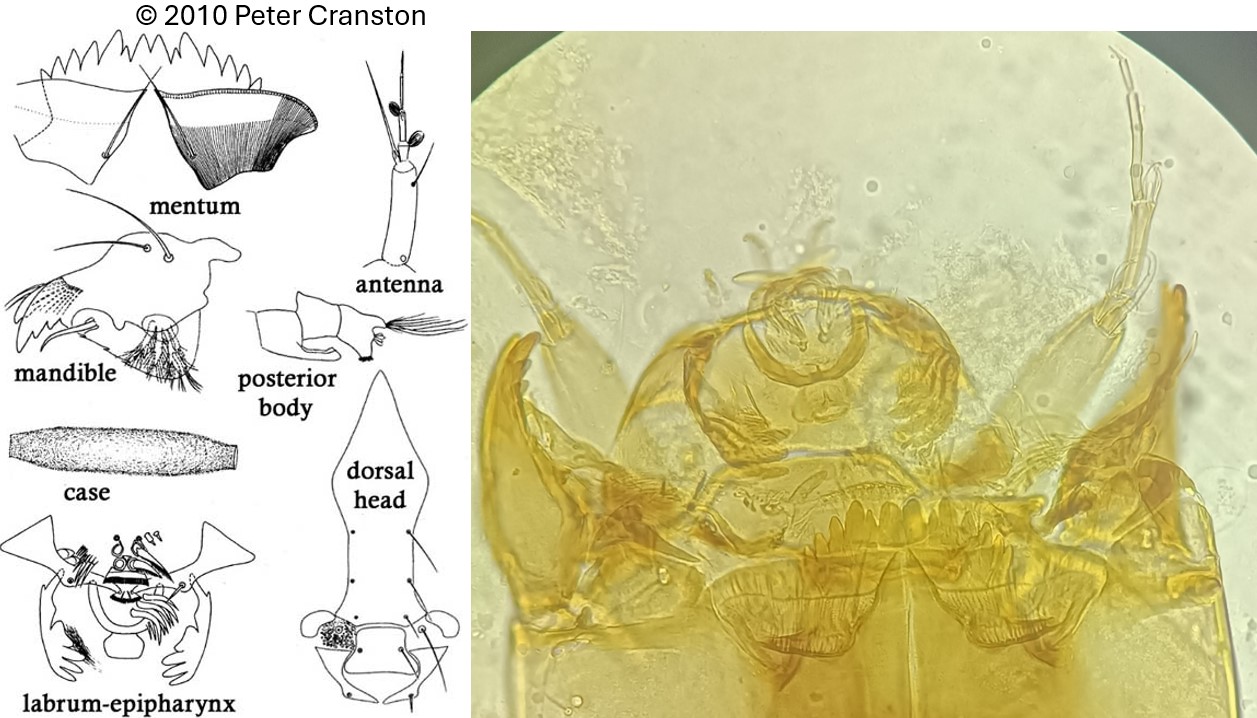 © 2010 Peter Cranston
mentum
antenna
mandible
posterior
body
case
dorsal
head
labrum-epipharynx